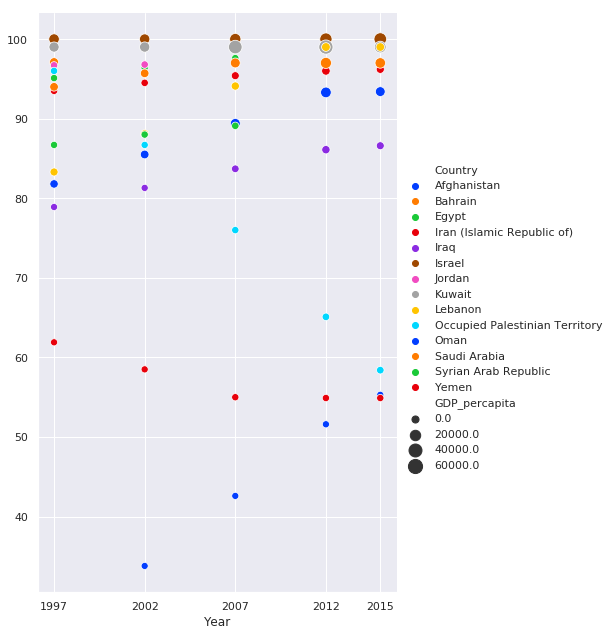 100
90
80
70
60
50
40
1997
2002
2007
2012
2015
Year
Country
Afghanistan
Bahrain
Egypt
Iran (Islamic Republic of)
Iraq
Israel
Jordan
Kuwait
Lebanon
Occupied Palestinian Territory
Oman
Saudi Arabia
Syrian Arab Republic
Yemen
GDP_percapita
0.0
20000.0
40000.0
60000.0